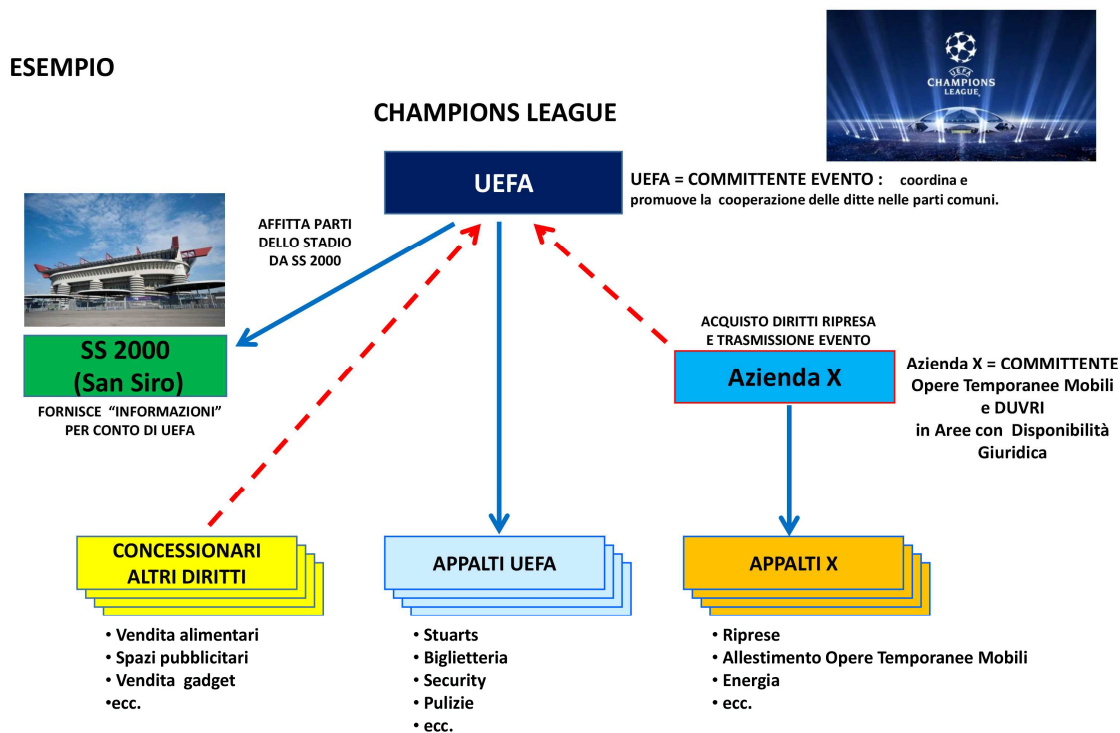 ESEMPIO
CHAMPIONS LEAGUE
UEFA
CHAMPIONS
LEAGUE
UEFA
UEFA = COMMITTENTE EVENTO : coordina e
promuove la cooperazione delle ditte nelle parti comuni.
AFFITTA PARTI
DELLO STADIO
DA SS 2000
SS 2000
(San Siro)
FORNISCE “INFORMAZIONI”
PER CONTO DI UEFA
ACQUISTO DIRITTI RIPRESA
E TRASMISSIONE EVENTO
Azienda X
Azienda X = COMMITTENTE
Opere Temporanee Mobili
e DUVRI
in Aree con Disponibilità
Giuridica
CONCESSIONARI
ALTRI DIRITTI
• Vendita alimentari
• Spazi pubblicitari
• Vendita gadget
•ecc.
APPALTI UEFA
• Stuarts
• Biglietteria
• Security
• Pulizie
• ecc.
APPALTI X
• Riprese
• Allestimento Opere Temporanee Mobili
• Energia
• ecc.